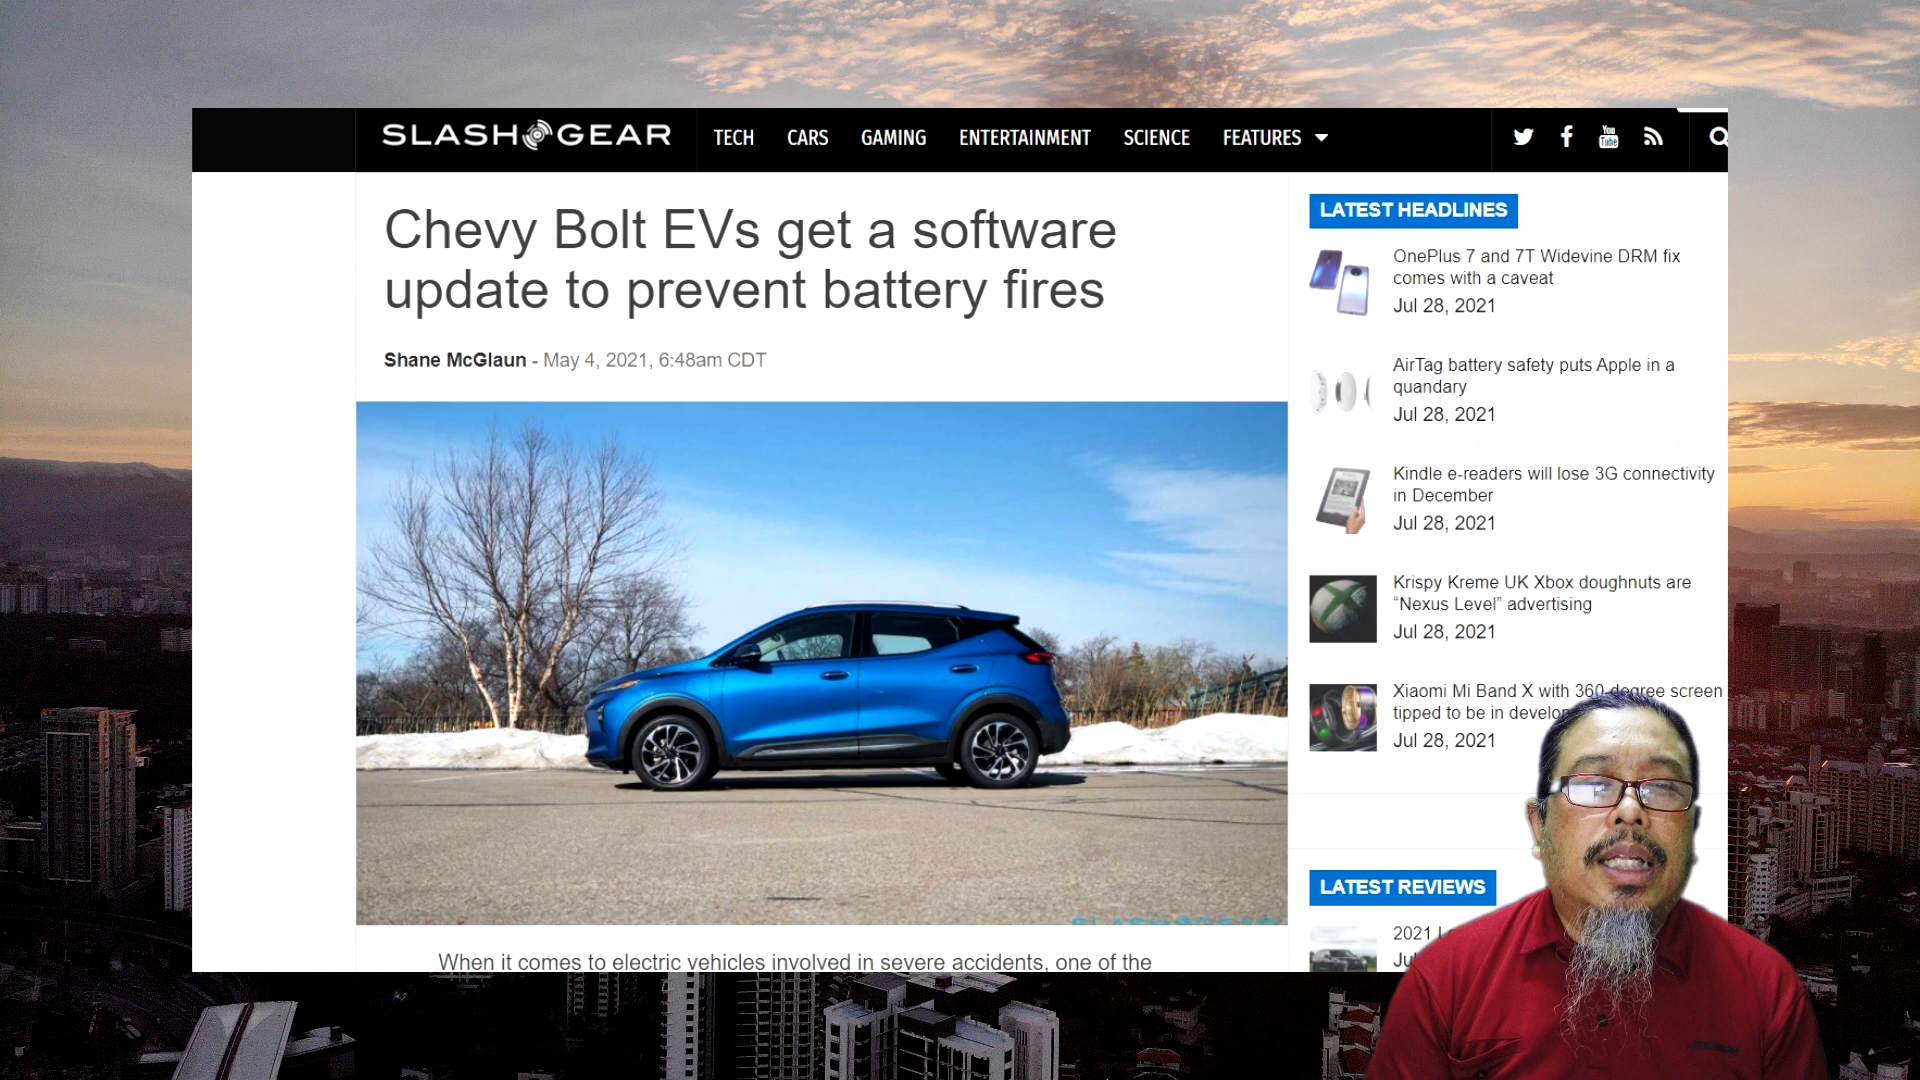 SLASHGEAR
TECH
CARS
GAMING
ENTERTAINMENT
SCIENCE
FEATURES
You
Tube
Chevy Bolt EVs get a software
update to prevent battery fires
Shane McGlaun - May 4, 2021, 6:48am CDT
SLASHGEAR
When it comes to electric vehicles involved in severe accidents, one of the
LATEST HEADLINES
OnePlus 7 and 7T Widevine DRM fix
comes with a caveat
Jul 28, 2021
AirTag battery safety puts Apple in a
quandary
Jul 28, 2021
Kindle e-readers will lose 3G connectivity
in December
Jul 28, 2021
Krispy Kreme UK Xbox doughnuts are
“Nexus Level” advertising
Jul 28, 2021
Xiaomi Mi Band X with 360-degree screen
tipped to be in
Jul 28, 2021
LATEST REVIEWS
2021